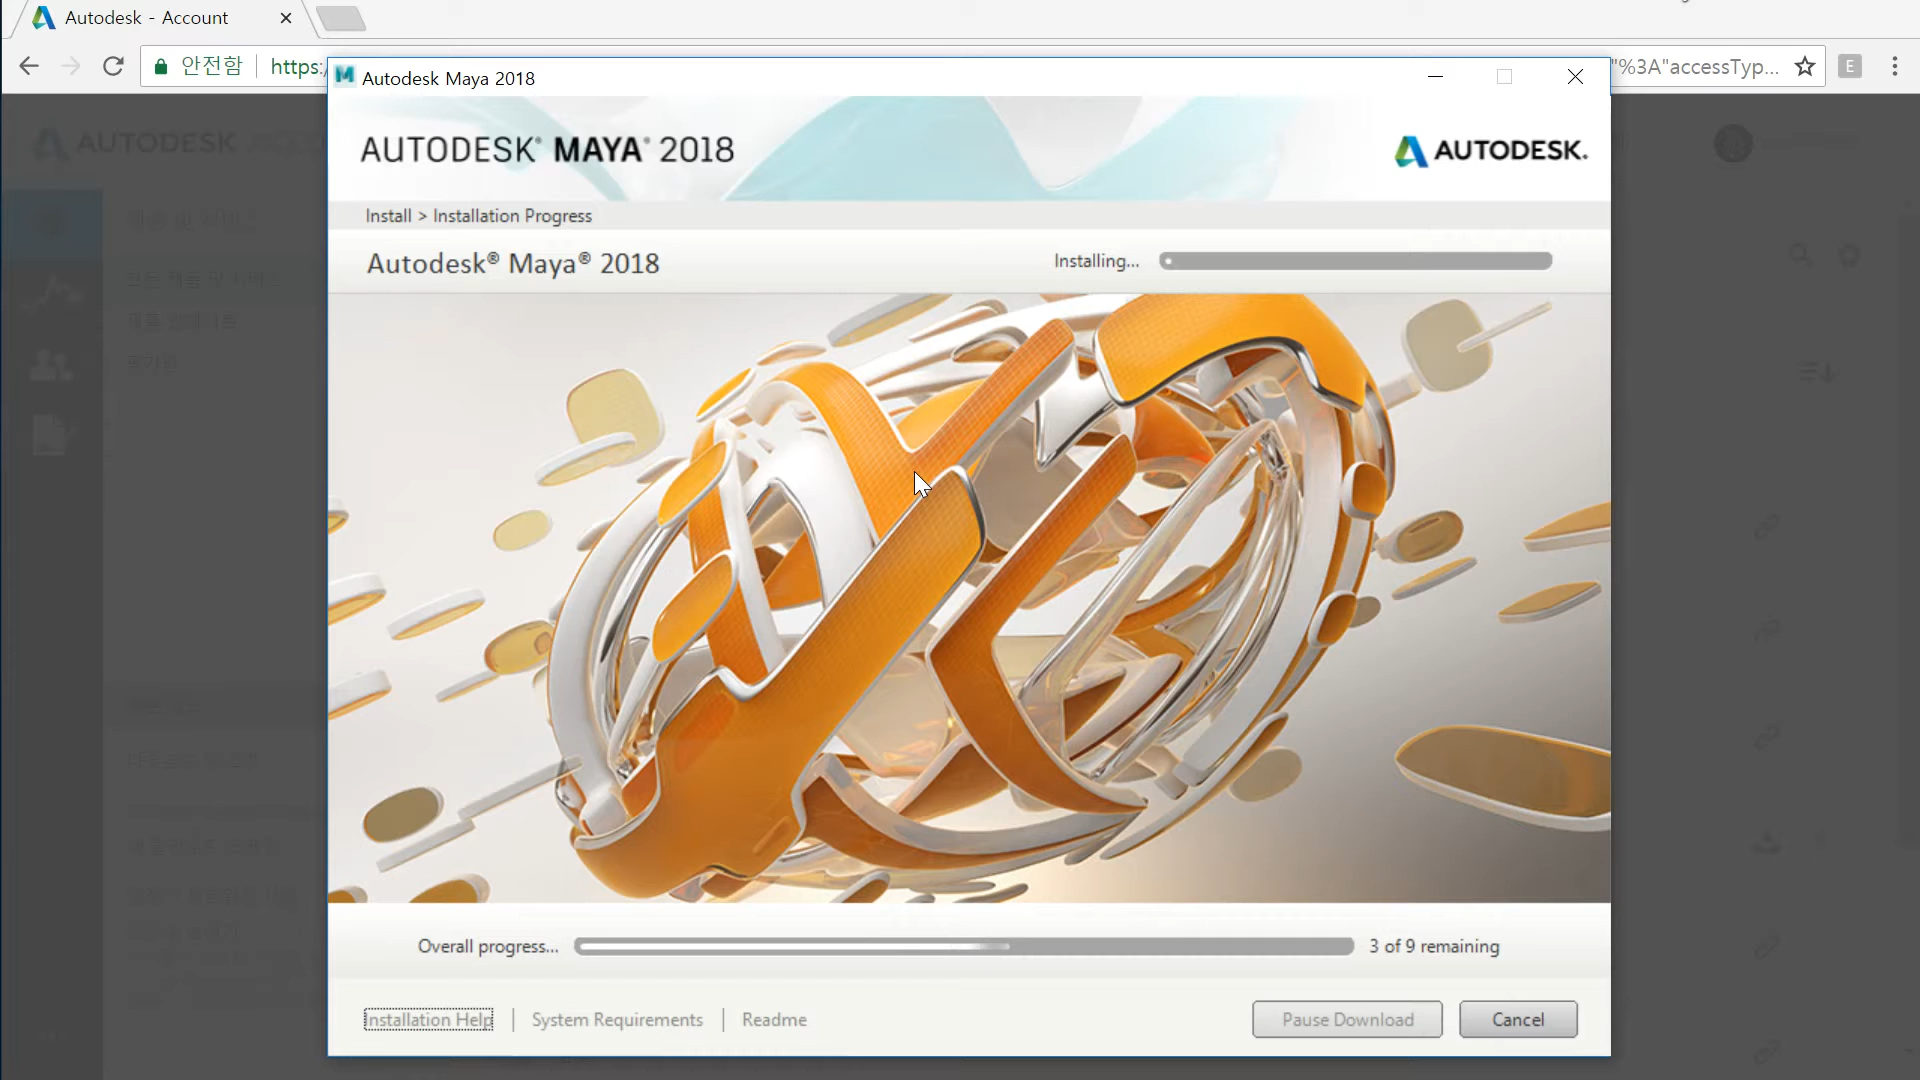 Autodesk - Account
안전함
https:/
"%3A"accessTyp...
E
Autodesk Maya 2018
AUTODESK® MAYA® 2018
AUTODESK.
Install > Installation Progress
Autodesk® Maya® 2018
Installing...
Overall progress...
3 of 9 remaining
Installation Help
System Requirements
Readme
Pause Download
Cancel
AUTODESK